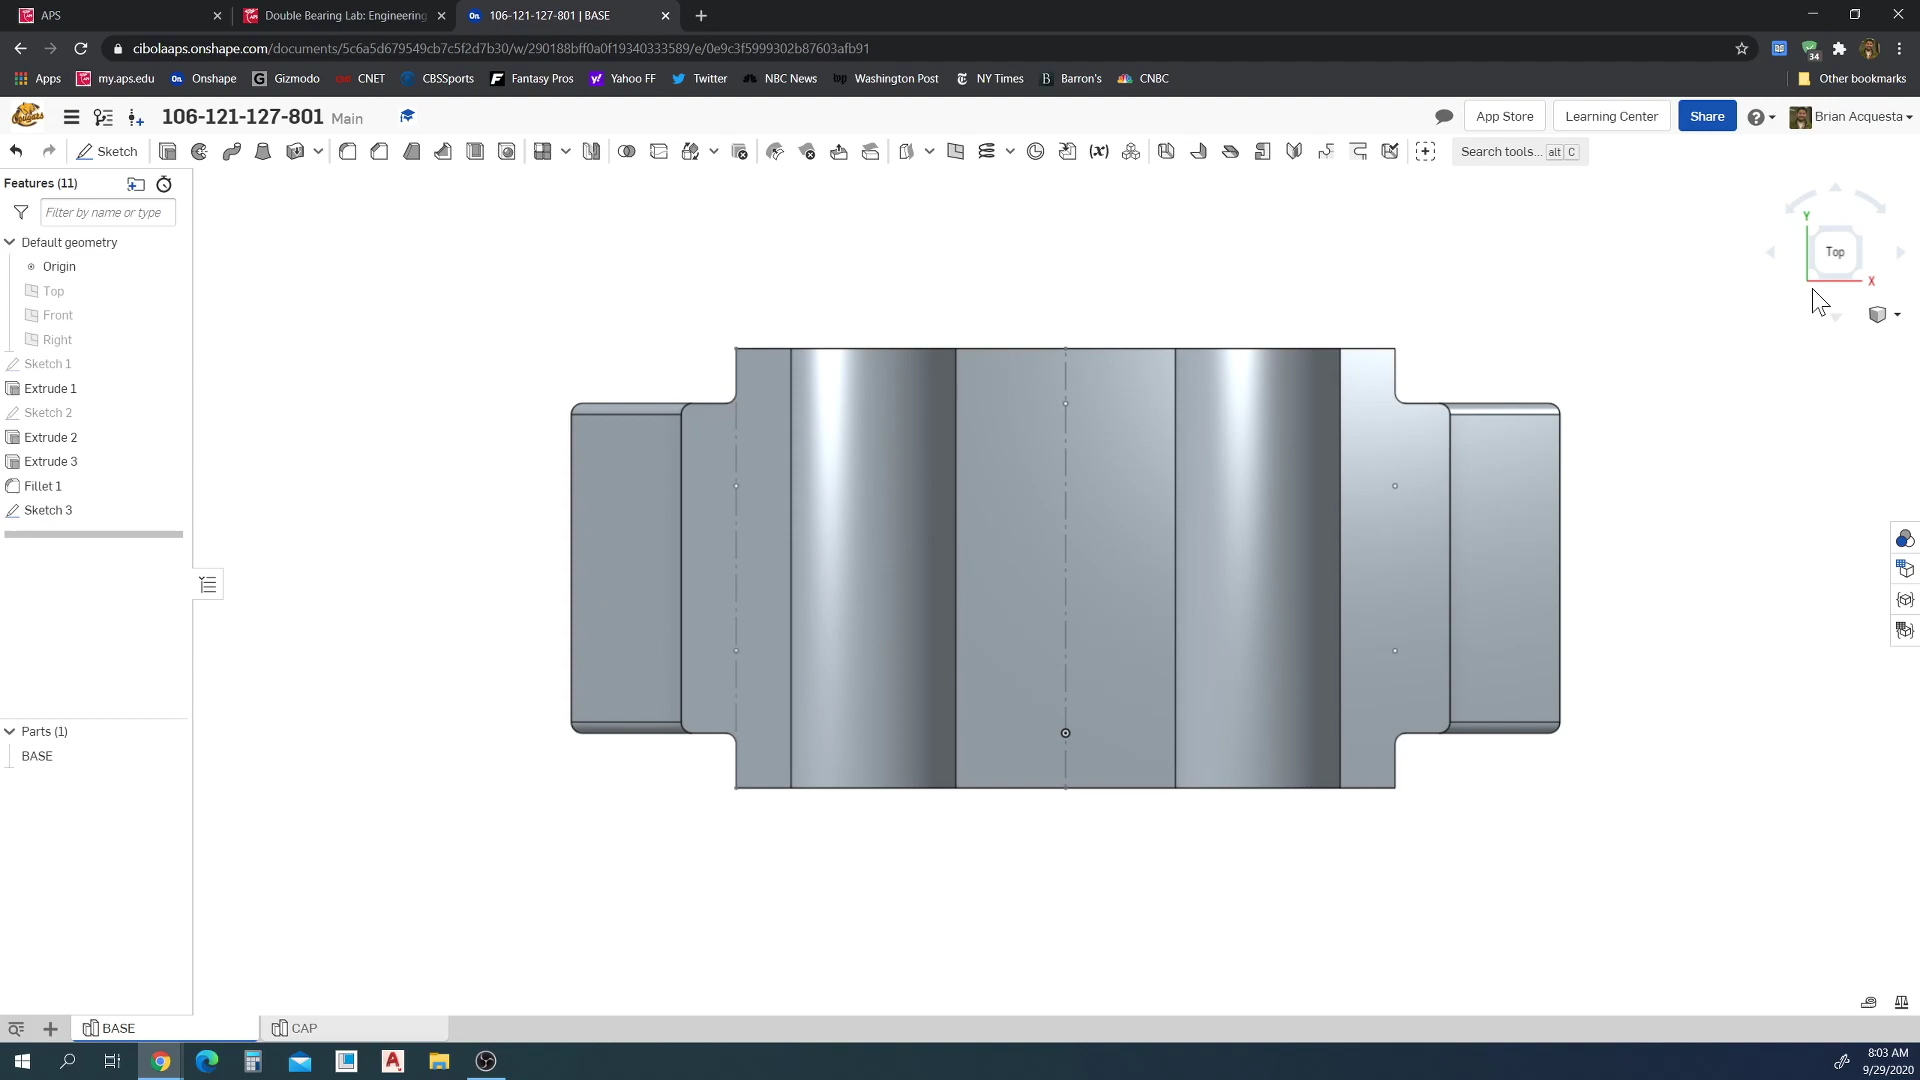 APS
Double Bearing Lab: Engineering
106-121-127-801 | BASE
cibolaaps.onshape.com/documents/5c6a5d679549cb7c5f2d7b30/w/290188bff0a0f19340333589/e/0e9c3f5999302b87603afb91
34
Apps
my.aps.edu
Onshape
Gizmodo
CNET
CBSSports
Fantasy Pros
Yahoo FF
Twitter
NBC News
Washington Post
NY Times
Barron's
CNBC
Other bookmarks
106-121-127-801 Main
App Store
Learning Center
Share
Brian Acquesta
Sketch
Search tools... alt C
Features (11)
Filter by name or type
Default geometry
Origin
Top
Front
Right
Sketch 1
Extrude 1
Sketch 2
Extrude 2
Extrude 3
Fillet 1
Sketch 3
Y
Top
X
Parts (1)
BASE
BASE
CAP
8:03 AM
9/29/2020